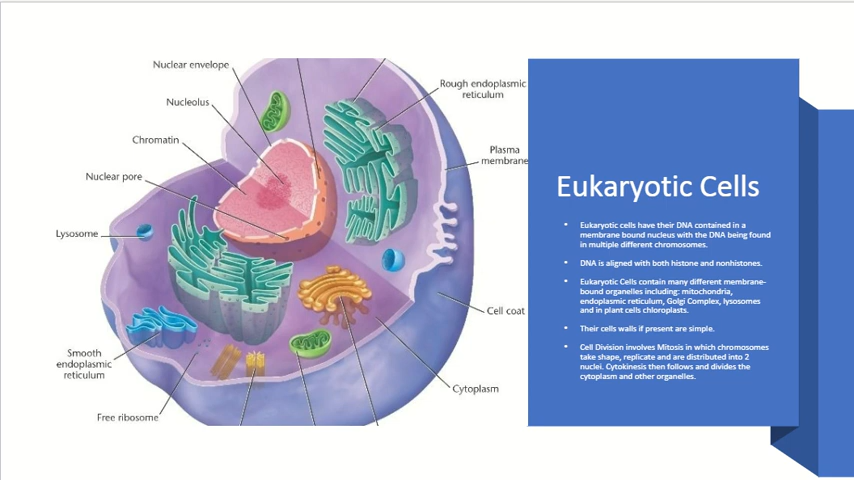 Nuclear envelope
Nucleolus
Chromatin
Nuclear pore
Lysosome
Smooth
endoplasmic
reticulum
Free ribosome
Rough endoplasmic
reticulum
Plasma
membrane
Cell coat
Cytoplasm
Eukaryotic Cells
• Eukaryotic cells have their DNA contained in a
membrane bound nucleus with the DNA being found
in multiple different chromosomes.
• DNA is aligned with both histone and nonhistones.
• Eukaryotic Cells contain many different membrane-
bound organelles including: mitochondria,
endoplasmic reticulum, Golgi Complex, lysosomes
and in plant cells chloroplasts.
• Their cells walls if present are simple.
• Cell Division involves Mitosis in which chromosomes
take shape, replicate and are distributed into 2
nuclei. Cytokinesis then follows and divides the
cytoplasm and other organelles.